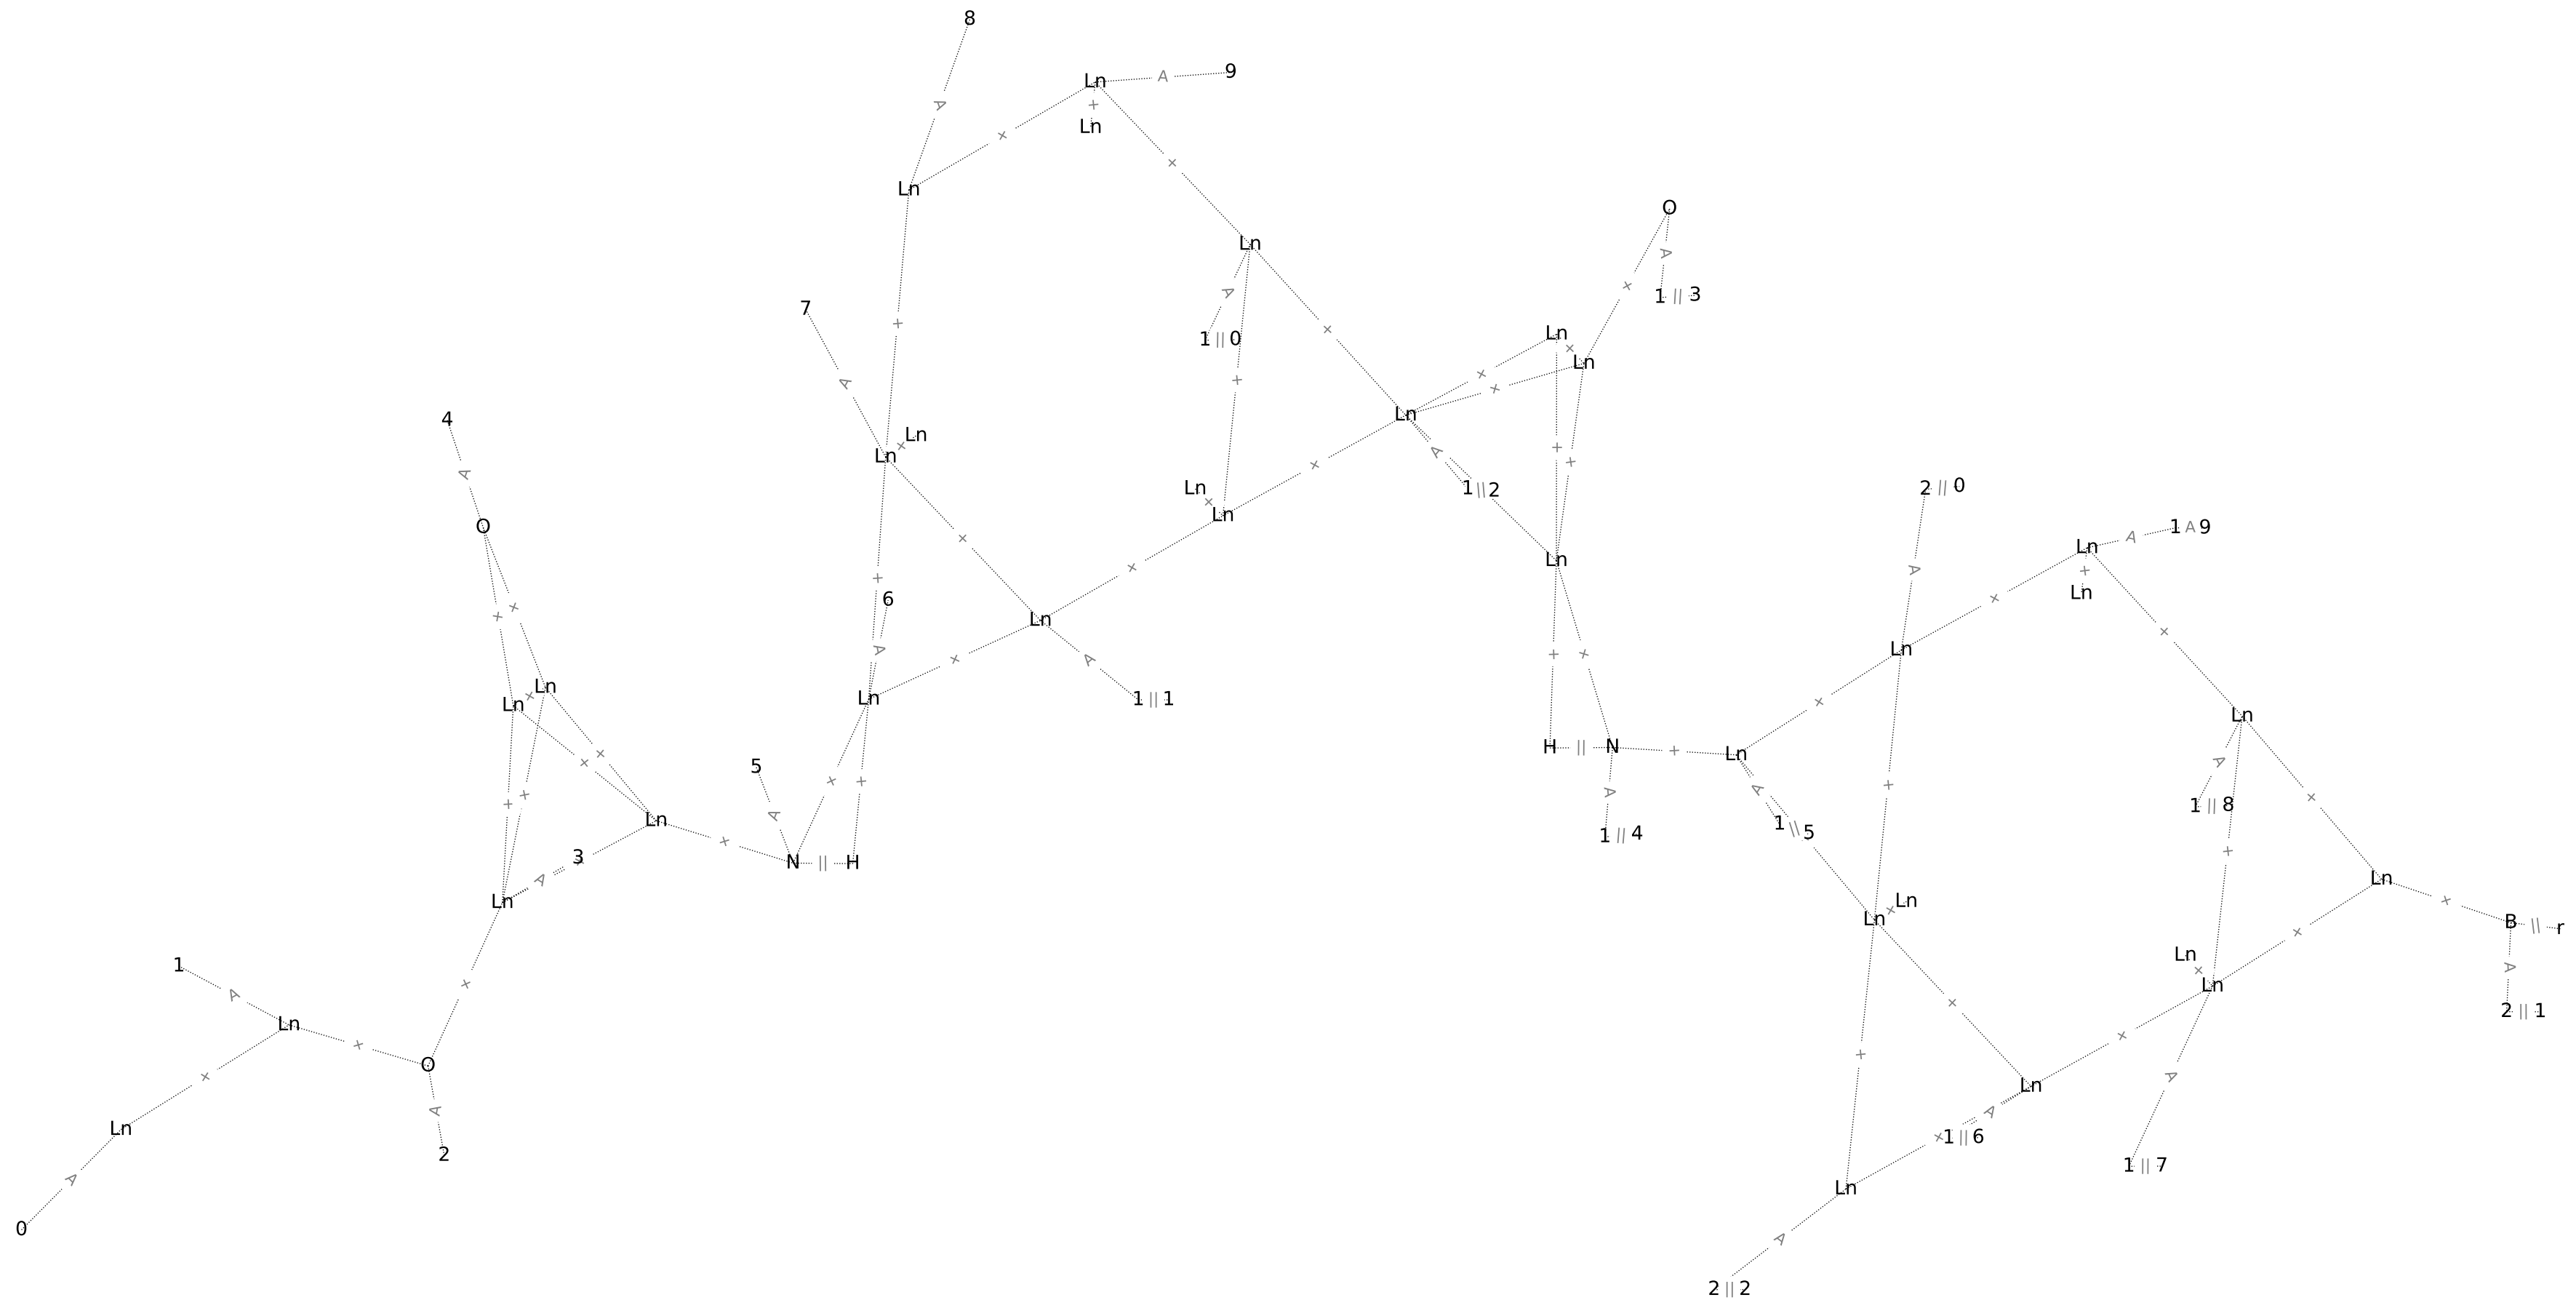 8
Ln A 9
+
Ln
A
×
×
Ln
O
Ln
A
A
×
1 || 3
+
7
×
Ln
1 || 0
×
Ln
×
A
+
×
×
Ln
4
Ln
Ln
×
+
A
+
×
Ln
A
×
2 || 0
Ln
1 || 2
×
Ln
O
1 A 9
Ln
A
×
+
Ln
A
×
+
+
Ln
6
×
×
Ln
×
+
Ln
×
A
Ln
+
×
A
×
Ln
×
Ln
Ln
×
Ln
1 || 1
×
Ln
×
×
H || N + Ln
5
+
×
A
+
A
A
×
+
+
1 || 8
A
Ln
1 || 5
1 || 4
3
×
N || H
+
A
Ln
Ln
×
Ln
Ln
×
B || r
×
Ln
1
×
Ln
A
A
×
×
2 || 1
Ln
×
×
O
+
A
×
Ln
A
A
Ln
×
1 || 6
2
1 || 7
A
Ln
0
A
2 || 2